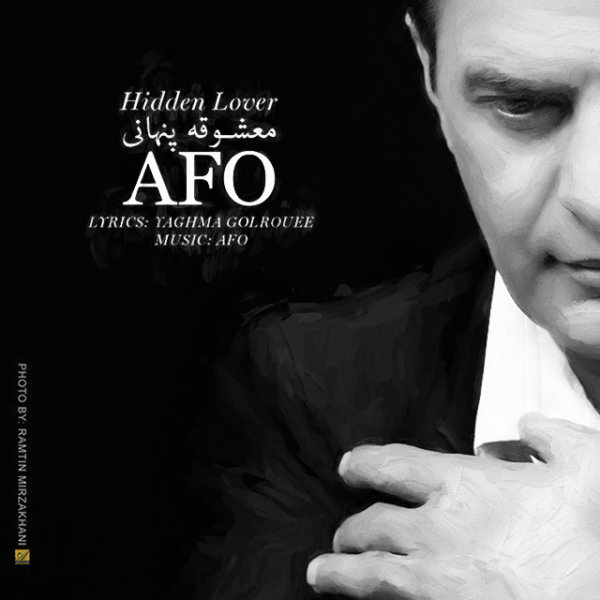 Hidden Lover
معشوقه پنهانی
AFO
LYRICS: YAGHMA GOLROUEE
MUSIC: AFO
PHOTO BY: RAMTIN MIRZAKHANI